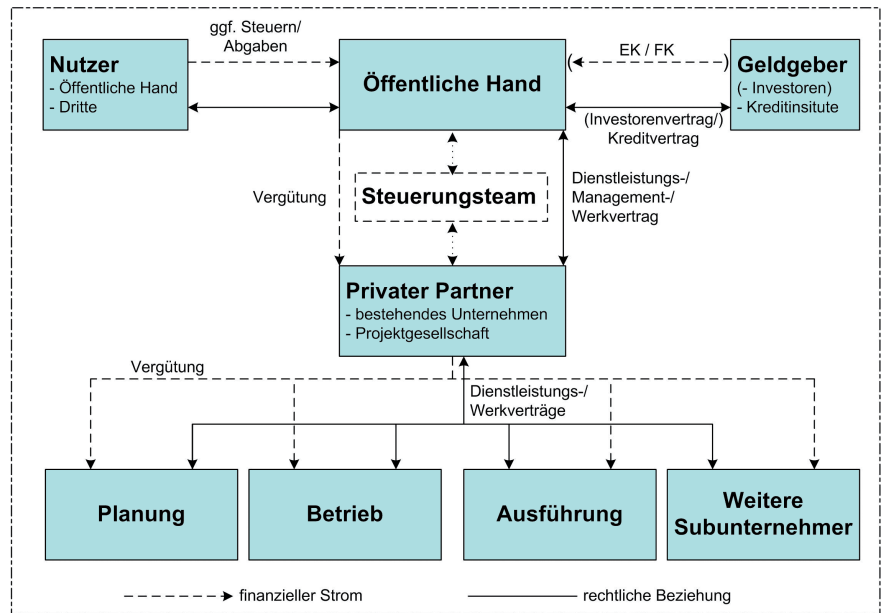 ggf. Steuern/
Abgaben
Nutzer
- Öffentliche Hand
- Dritte
Öffentliche Hand
( EK / FK )
Geldgeber
(- Investoren)
- Kreditinsitute
(Investorenvertrag/)
Kreditvertrag
Vergütung
Steuerungsteam
Dienstleistungs-/
Management-/
Werkvertrag
Privater Partner
- bestehendes Unternehmen
- Projektgesellschaft
Vergütung
Dienstleistungs-/
Werkverträge
Planung
Betrieb
Ausführung
Weitere
Subunternehmer
finanzieller Strom
rechtliche Beziehung